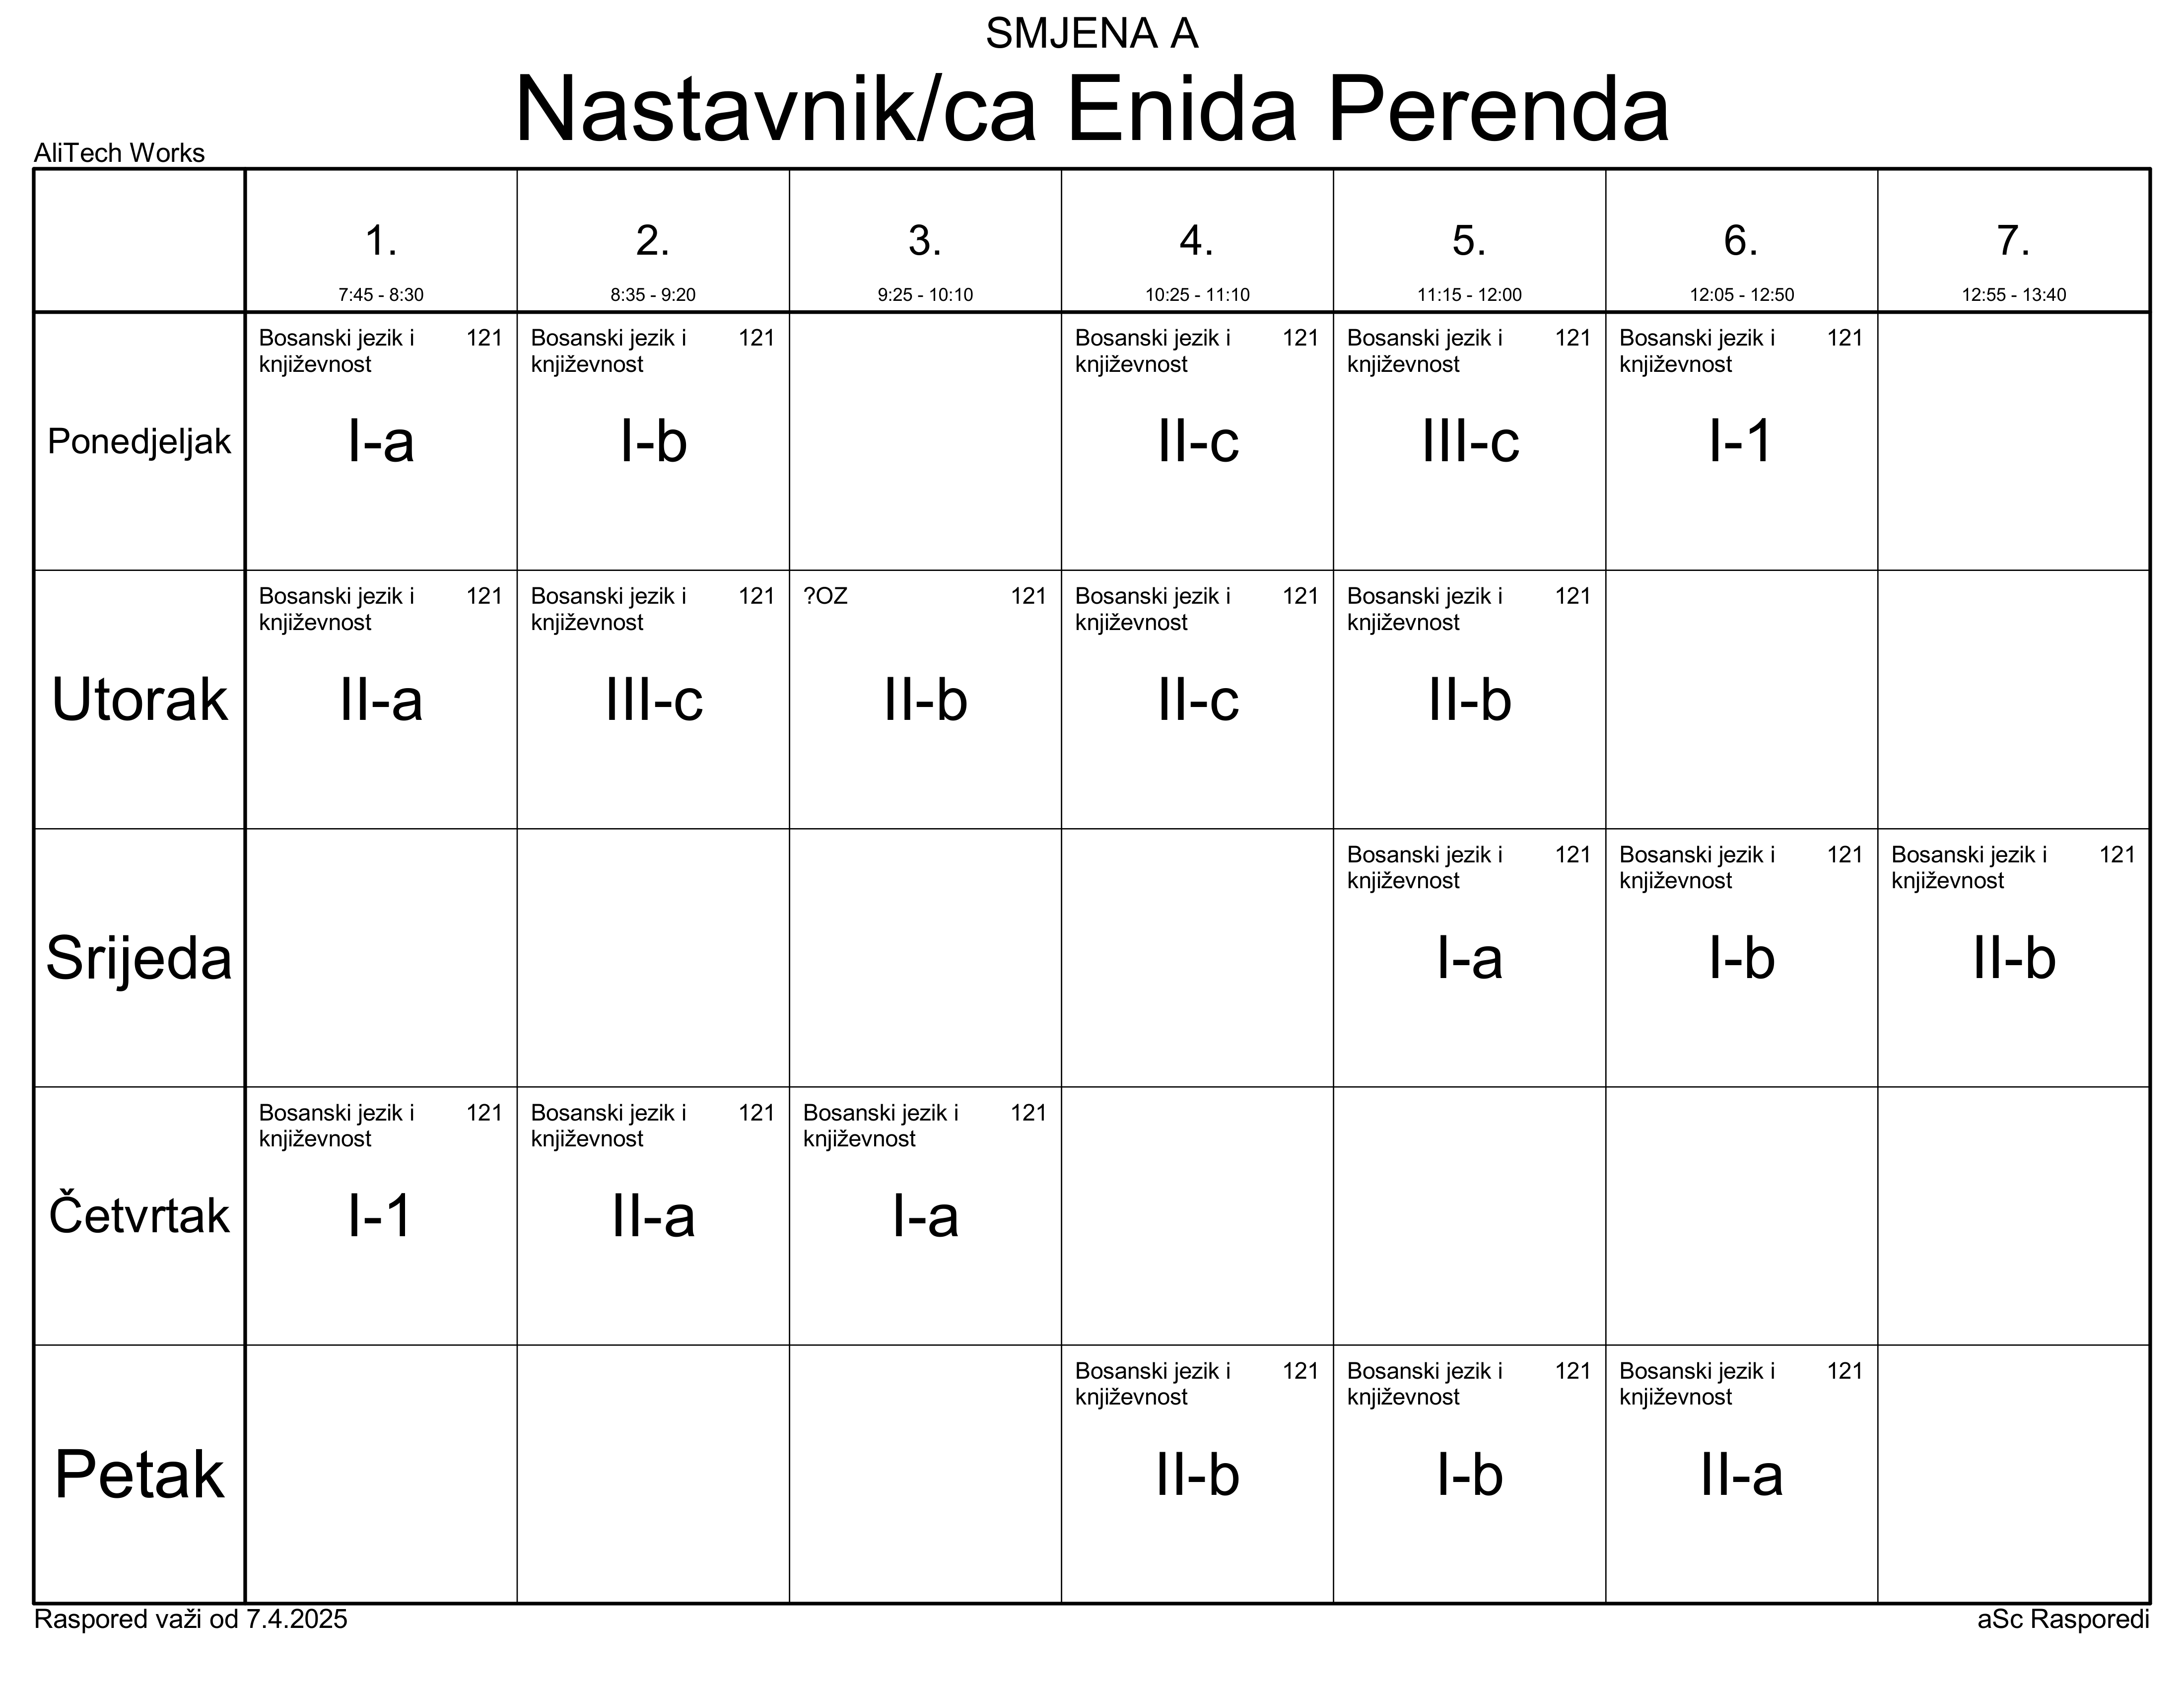 SMJENA A
Nastavnik/ca Enida Perenda
AliTech Works
1. 2. 3. 4. 5. 6. 7.
7:45 - 8:30 8:35 - 9:20 9:25 - 10:10 10:25 - 11:10 11:15 - 12:00 12:05 - 12:50 12:55 - 13:40
Ponedjeljak
Bosanski jezik i 121
književnost
I-a
Bosanski jezik i 121
književnost
I-b
Bosanski jezik i 121
književnost
II-c
Bosanski jezik i 121
književnost
III-c
Bosanski jezik i 121
književnost
I-1
Utorak
Bosanski jezik i 121
književnost
II-a
Bosanski jezik i 121
književnost
III-c
?OZ 121
II-b
Bosanski jezik i 121
književnost
II-c
Bosanski jezik i 121
književnost
II-b
Srijeda
Bosanski jezik i 121
književnost
I-a
Bosanski jezik i 121
književnost
I-b
Bosanski jezik i 121
književnost
II-b
Četvrtak
Bosanski jezik i 121
književnost
I-1
Bosanski jezik i 121
književnost
II-a
Bosanski jezik i 121
književnost
I-a
Petak
Bosanski jezik i 121
književnost
II-b
Bosanski jezik i 121
književnost
I-b
Bosanski jezik i 121
književnost
II-a
Raspored važi od 7.4.2025
aSc Rasporedi